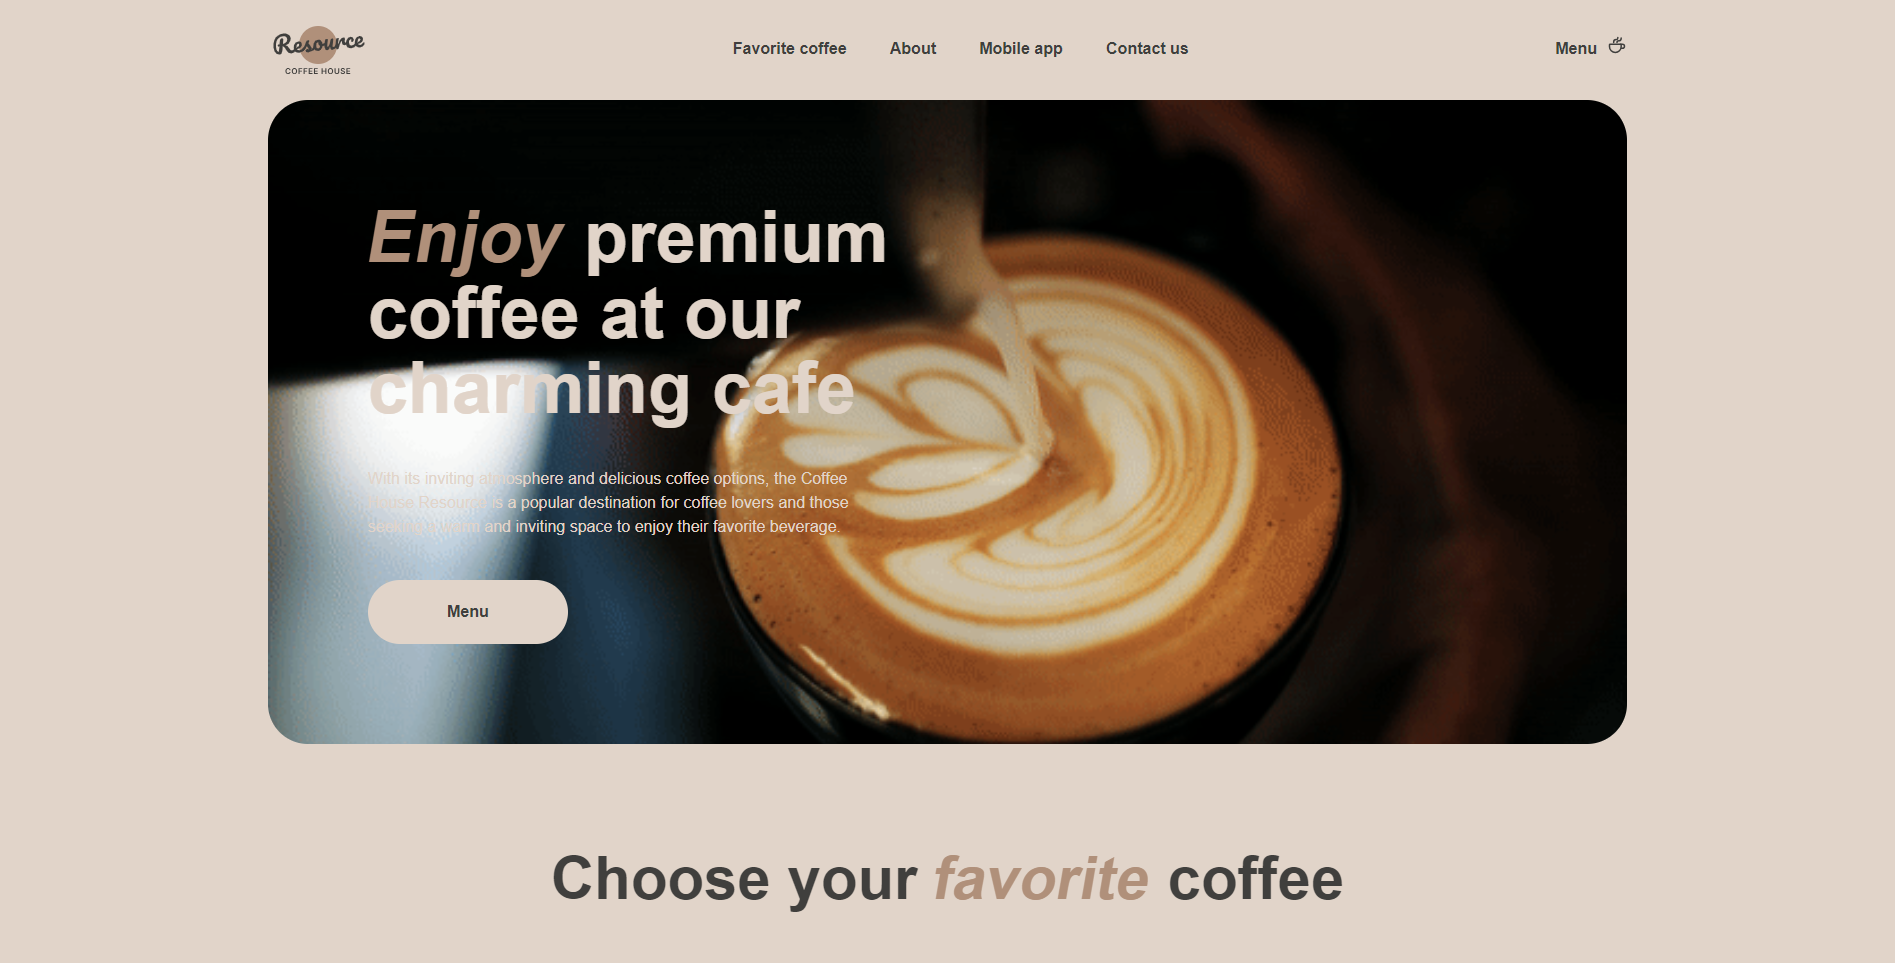 Resource
COFFEE HOUSE
Favorite coffee
About
Mobile app
Contact us
Menu
Enjoy premium
coffee at our
charming cafe
With its inviting atmosphere and delicious coffee options, the Coffee
House Resource is a popular destination for coffee lovers and those
seeking a warm and inviting space to enjoy their favorite beverage.
Menu
Choose your favorite coffee